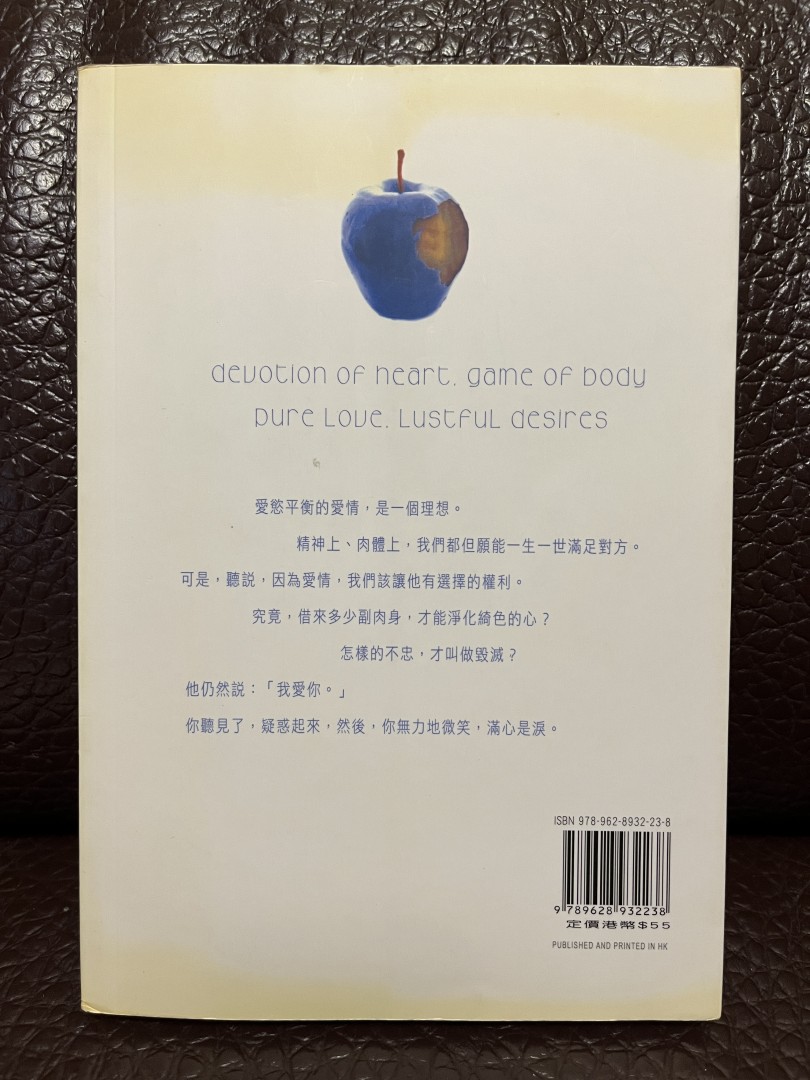 devotion of heart. game of body
pure love. Lustful desires
愛慾平衡的愛情，是一個理想。
精神上、肉體上，我們都但願能一生一世滿足對方。
可是，聽説，因為愛情，我們該讓他有選擇的權利。
究竟，借來多少副肉身，才能淨化綺色的心？
怎樣的不忠，才叫做毀滅？
他仍然説：「我愛你。」
你聽見了，疑惑起來，然後，你無力地微笑，滿心是淚。
ISBN 978-962-8932-23-8
9 789628 932238
定價港幣$55
PUBLISHED AND PRINTED IN HK